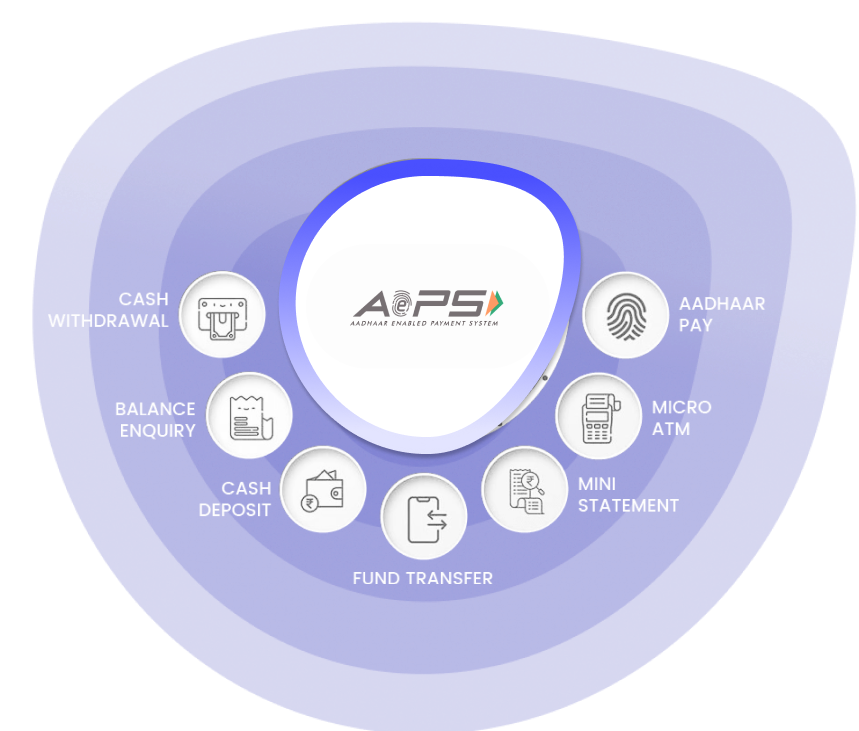 AePS
AADHAAR ENABLED PAYMENT SYSTEM
CASH
WITHDRAWAL
BALANCE
ENQUIRY
CASH
DEPOSIT
FUND TRANSFER
MINI
STATEMENT
MICRO
ATM
AADHAAR
PAY